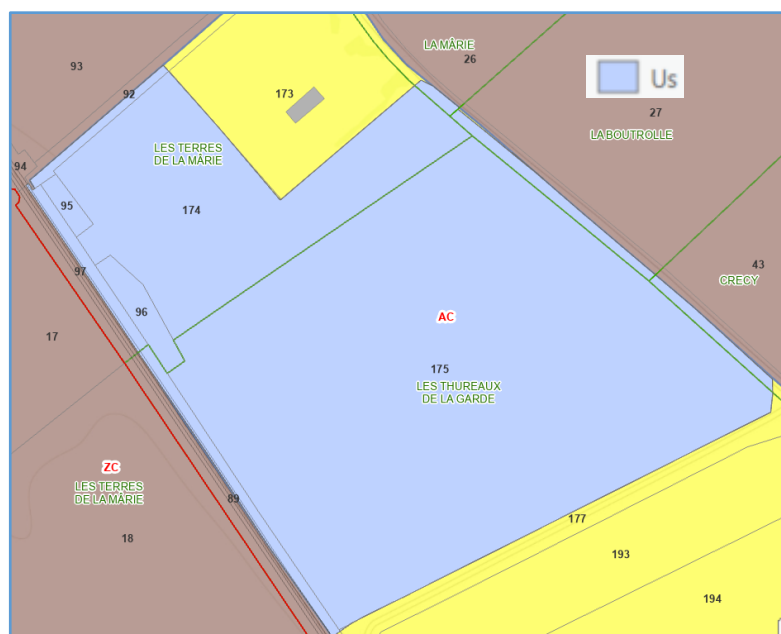 LA MÂRIE
26
93
Us
92
173
27
LA BOUTROLLE
LES TERRES
DE LA MÂRIE
94
95
174
43
97
CRECY
96
AC
17
175
LES THUREAUX
DE LA GARDE
ZC
LES TERRES
DE LA MÂRIE
89
177
18
193
194